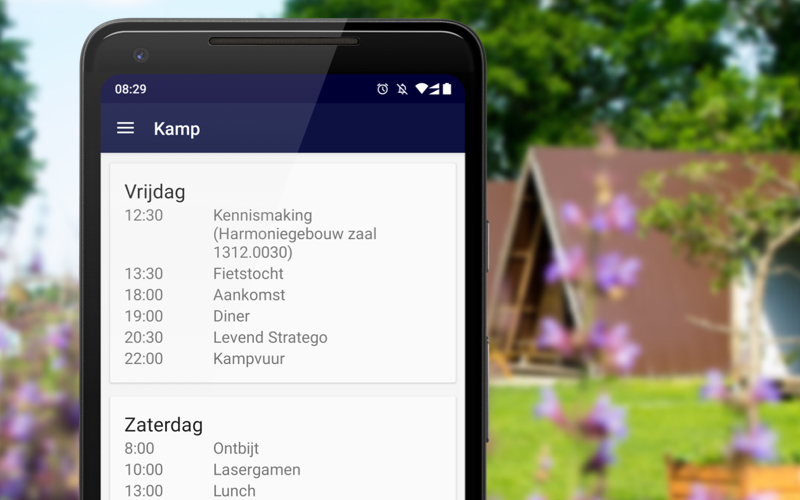 08:29
Kamp
Vrijdag
12:30 Kennismaking
(Harmoniegebouw zaal
1312.0030)
13:30 Fietstocht
18:00 Aankomst
19:00 Diner
20:30 Levend Stratego
22:00 Kampvuur
Zaterdag
8:00 Ontbijt
10:00 Lasergamen
13:00 Lunch